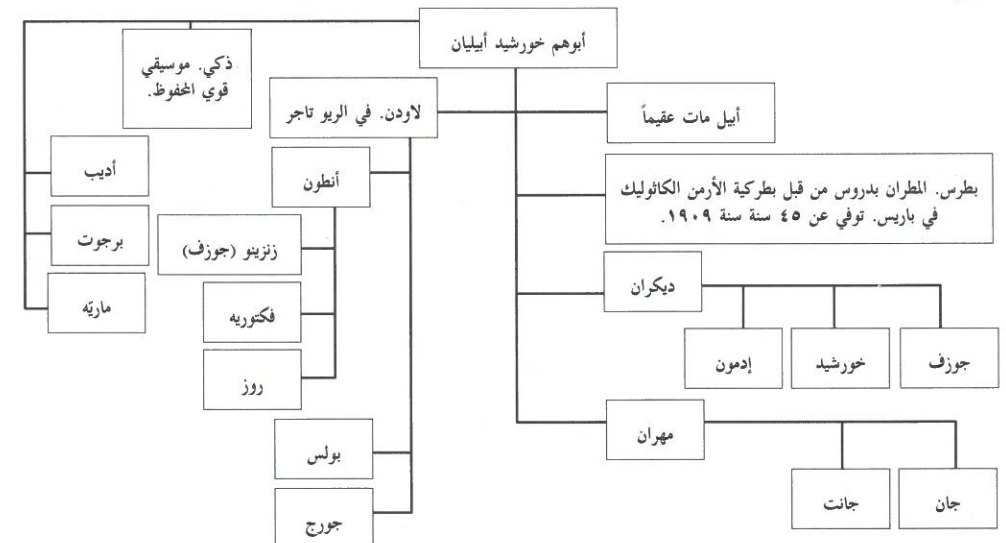 أبوهم خورشيد أبيليان
ذكي. موسيقي
قوي المحفوظ.
لاودن. في الريو تاجر
أبيل مات عقيماً
أديب
أنطون
بطرس. المطران بدروس من قبل بطركية الأرمن الكاثوليك
في باريس. توفي عن ٤٥ سنة سنة ١٩٠٩.
برجوت
زنزينو (جوزف)
ديكران
ماريّه
فكتوريه
جوزف
خورشيد
إدمون
روز
مهران
بولس
جان
جانت
جورج